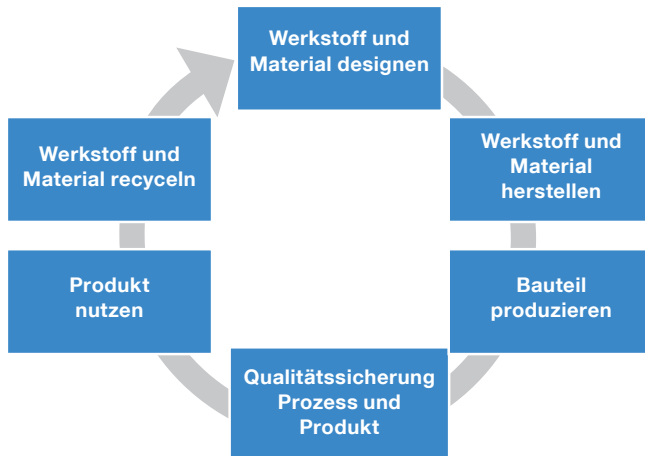 Werkstoff und
Material designen
Werkstoff und
Material
herstellen
Bauteil
produzieren
Qualitätssicherung
Prozess und
Produkt
Produkt
nutzen
Werkstoff und
Material recyceln